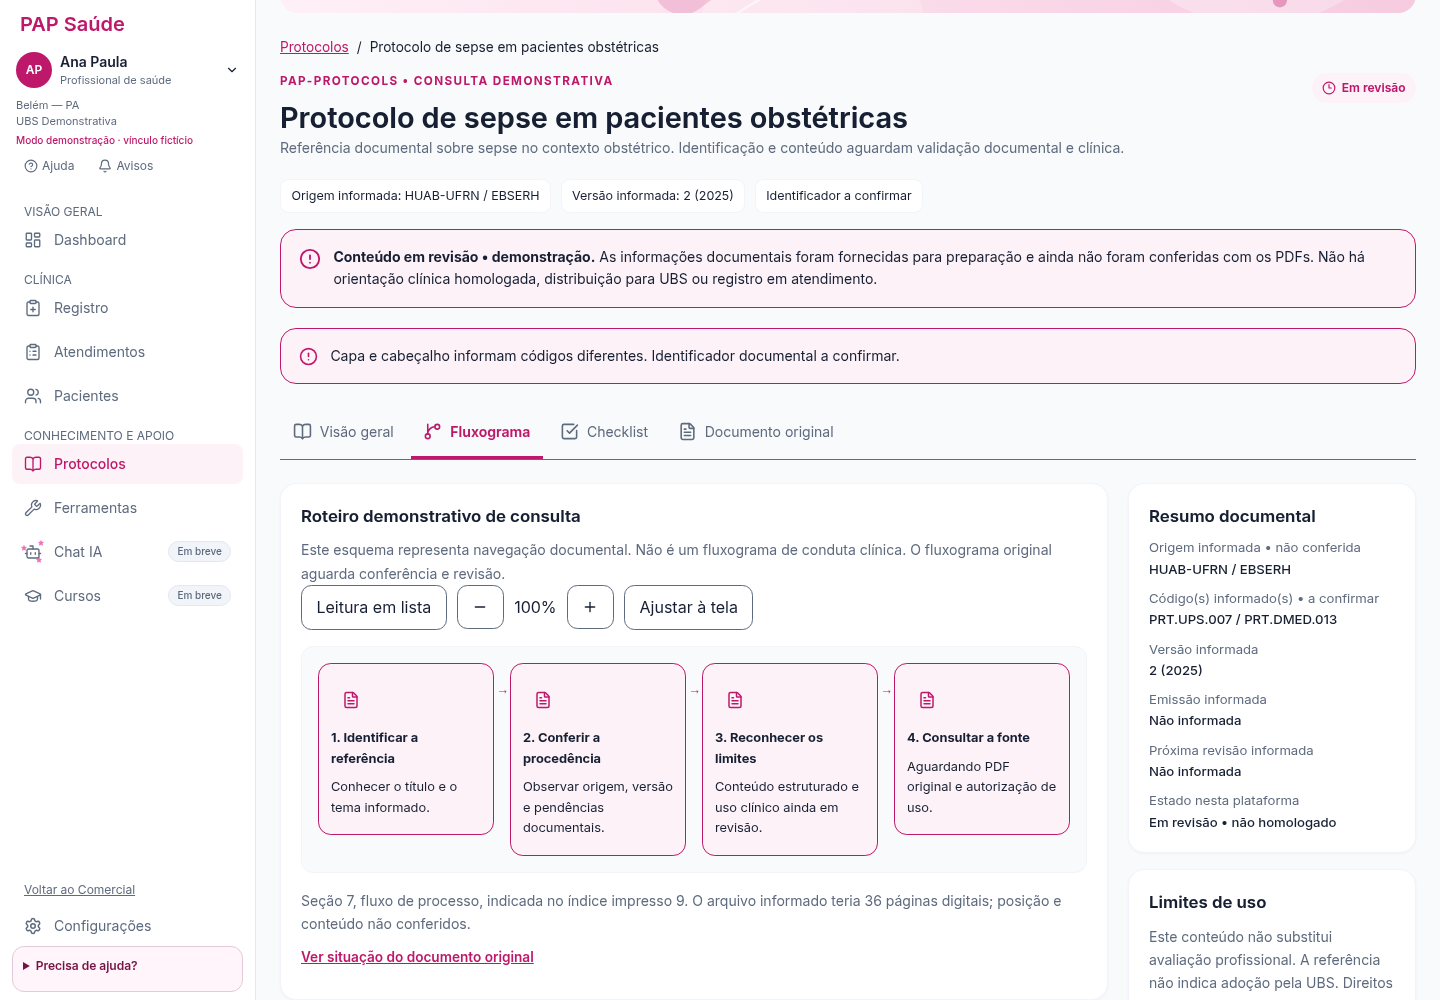 PAP Saúde
AP
Ana Paula
Profissional de saúde
Belém — PA
UBS Demonstrativa
Modo demonstração · vínculo fictício
Ajuda
Avisos
VISÃO GERAL
Dashboard
CLÍNICA
Registro
Atendimentos
Pacientes
CONHECIMENTO E APOIO
Protocolos
Ferramentas
Chat IA
Em breve
Cursos
Em breve
Voltar ao Comercial
Configurações
Precisa de ajuda?
Protocolos / Protocolo de sepse em pacientes obstétricas
PAP-PROTOCOLS • CONSULTA DEMONSTRATIVA
Em revisão
Protocolo de sepse em pacientes obstétricas
Referência documental sobre sepse no contexto obstétrico. Identificação e conteúdo aguardam validação documental e clínica.
Origem informada: HUAB-UFRN / EBSERH
Versão informada: 2 (2025)
Identificador a confirmar
Conteúdo em revisão • demonstração. As informações documentais foram fornecidas para preparação e ainda não foram conferidas com os PDFs. Não há
orientação clínica homologada, distribuição para UBS ou registro em atendimento.
Capa e cabeçalho informam códigos diferentes. Identificador documental a confirmar.
Visão geral
Fluxograma
Checklist
Documento original
Roteiro demonstrativo de consulta
Este esquema representa navegação documental. Não é um fluxograma de conduta clínica. O fluxograma original
aguarda conferência e revisão.
Leitura em lista
−
100%
+
Ajustar à tela
1. Identificar a
referência
Conhecer o título e o
tema informado.
→
2. Conferir a
procedência
Observar origem, versão
e pendências
documentais.
→
3. Reconhecer os
limites
Conteúdo estruturado e
uso clínico ainda em
revisão.
→
4. Consultar a fonte
Aguardando PDF
original e autorização de
uso.
Seção 7, fluxo de processo, indicada no índice impresso 9. O arquivo informado teria 36 páginas digitais; posição e
conteúdo não conferidos.
Ver situação do documento original
Resumo documental
Origem informada • não conferida
HUAB-UFRN / EBSERH
Código(s) informado(s) • a confirmar
PRT.UPS.007 / PRT.DMED.013
Versão informada
2 (2025)
Emissão informada
Não informada
Próxima revisão informada
Não informada
Estado nesta plataforma
Em revisão • não homologado
Limites de uso
Este conteúdo não substitui
avaliação profissional. A referência
não indica adoção pela UBS. Direitos